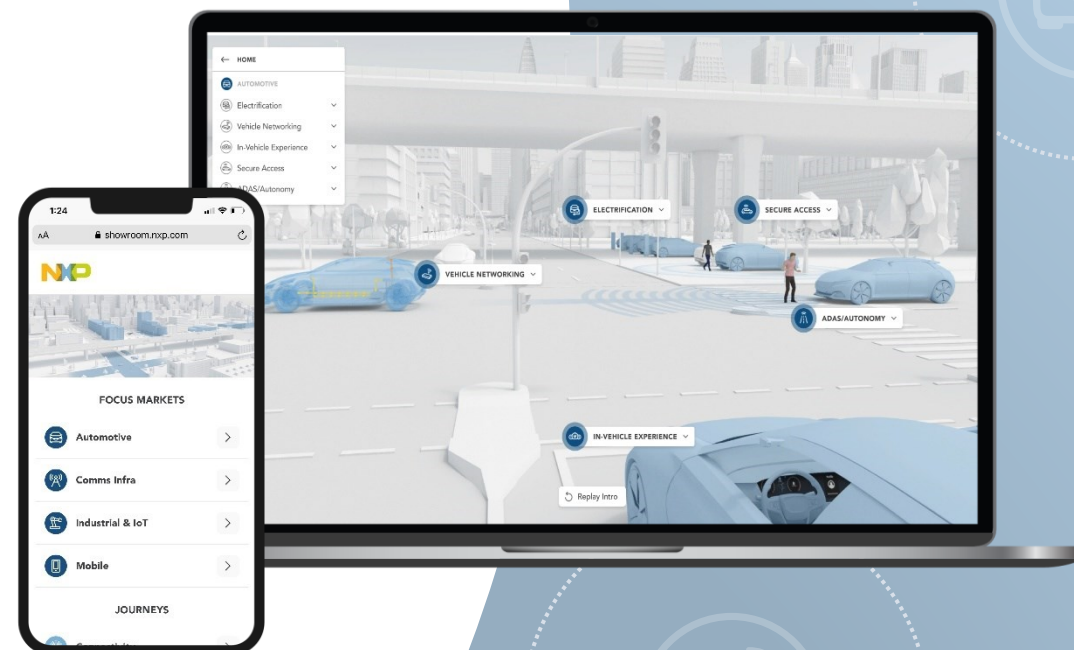 ← HOME
AUTOMOTIVE
Electrification
Vehicle Networking
In-Vehicle Experience
Secure Access
ADAS/Autonomy
ELECTRIFICATION
SECURE ACCESS
VEHICLE NETWORKING
ADAS/AUTONOMY
IN-VEHICLE EXPERIENCE
Replay Intro
1:24
AA showroom.nxp.com
NXP
FOCUS MARKETS
Automotive
Comms Infra
Industrial & IoT
Mobile
JOURNEYS